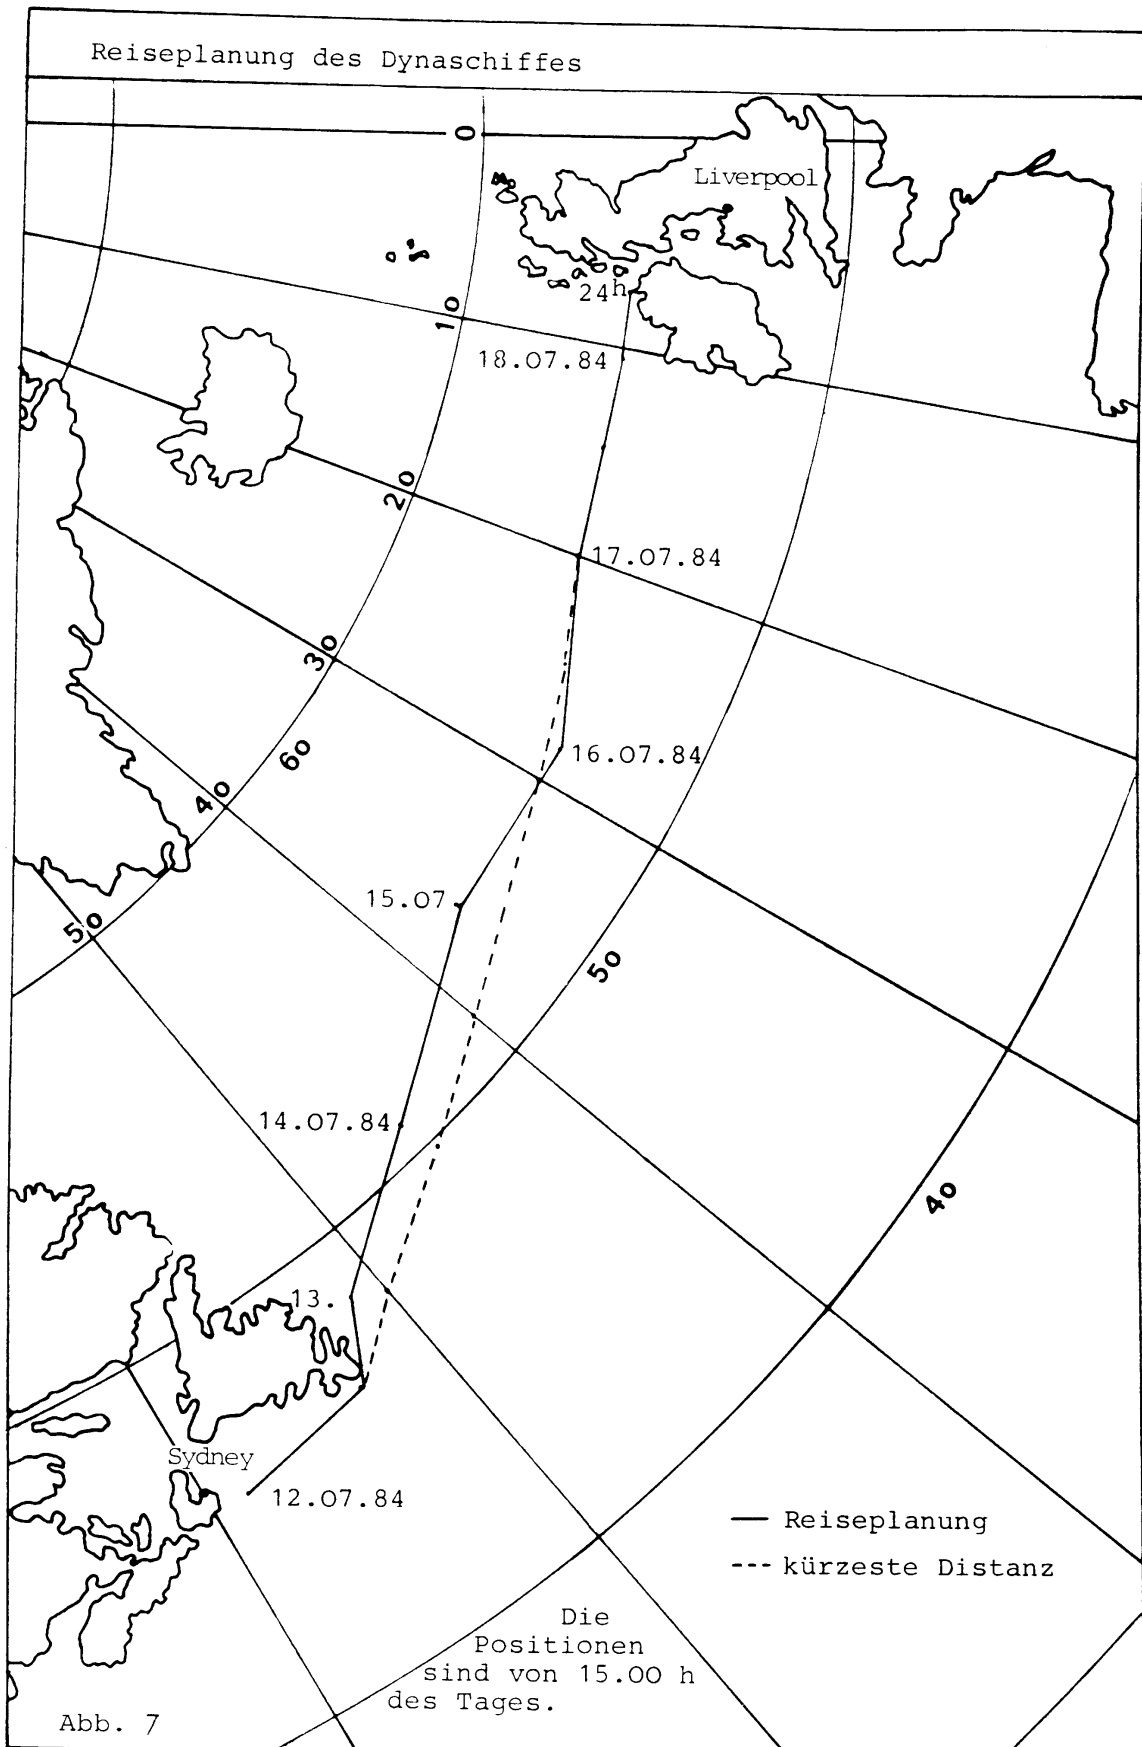 Reiseplanung des Dynaschiffes
0
Liverpool
24h
10
18.07.84
20
17.07.84
30
16.07.84
60
40
15.07
50
50
14.07.84
40
13.
Sydney
12.07.84
— Reiseplanung
--- kürzeste Distanz
Die
Positionen
sind von 15.00 h
des Tages.
Abb. 7